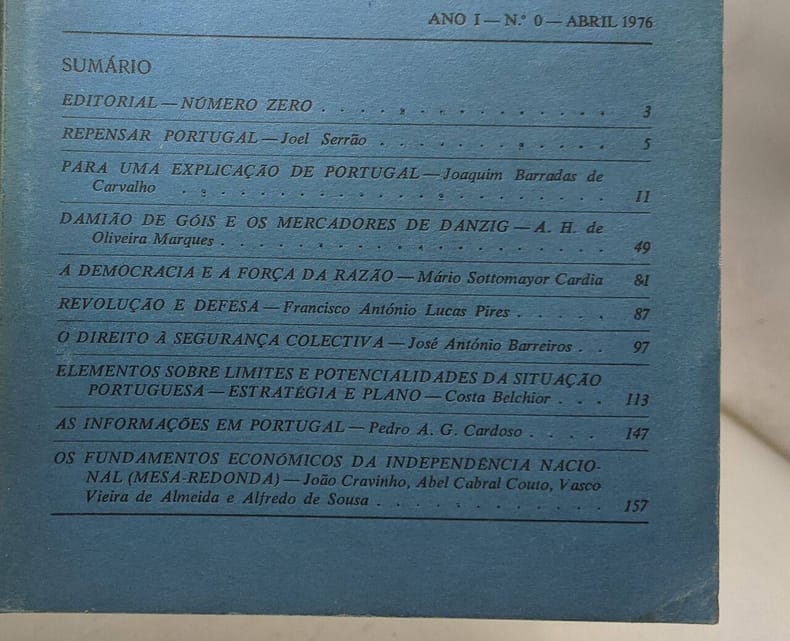 ANO I — N.º 0 — ABRIL 1976
SUMÁRIO
EDITORIAL — NÚMERO ZERO . . . . . . . . . . . . . . . 3
REPENSAR PORTUGAL — Joel Serrão . . . . . . . . . . . . 5
PARA UMA EXPLICAÇÃO DE PORTUGAL — Joaquim Barradas de
Carvalho . . . . . . . . . . . . . . . . . . . . . . 11
DAMIÃO DE GÓIS E OS MERCADORES DE DANZIG — A. H. de
Oliveira Marques . . . . . . . . . . . . . . . . . . . . 49
A DEMOCRACIA E A FORÇA DA RAZÃO — Mário Sottomayor Cardia 81
REVOLUÇÃO E DEFESA — Francisco António Lucas Pires . . . . . 87
O DIREITO À SEGURANÇA COLECTIVA — José António Barreiros . . 97
ELEMENTOS SOBRE LIMITES E POTENCIALIDADES DA SITUAÇÃO
PORTUGUESA — ESTRATÉGIA E PLANO — Costa Belchior . . . 113
AS INFORMAÇÕES EM PORTUGAL — Pedro A. G. Cardoso . . . . 147
OS FUNDAMENTOS ECONÓMICOS DA INDEPENDÊNCIA NACIO-
NAL (MESA-REDONDA) — João Cravinho, Abel Cabral Couto, Vasco
Vieira de Almeida e Alfredo de Sousa . . . . . . . . . . . . 157